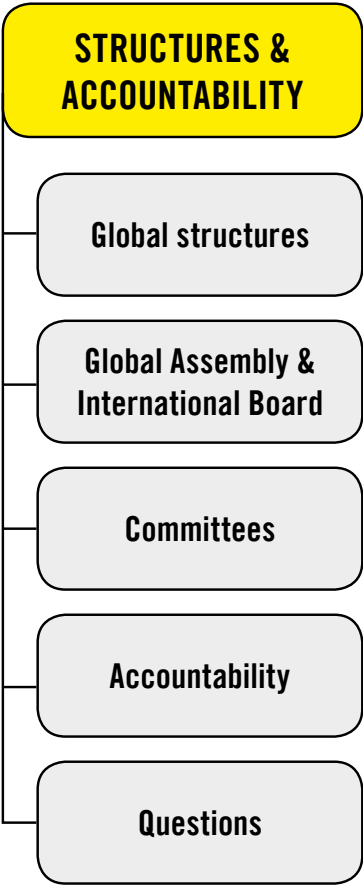 STRUCTURES &
ACCOUNTABILITY
Global structures
Global Assembly &
International Board
Committees
Accountability
Questions